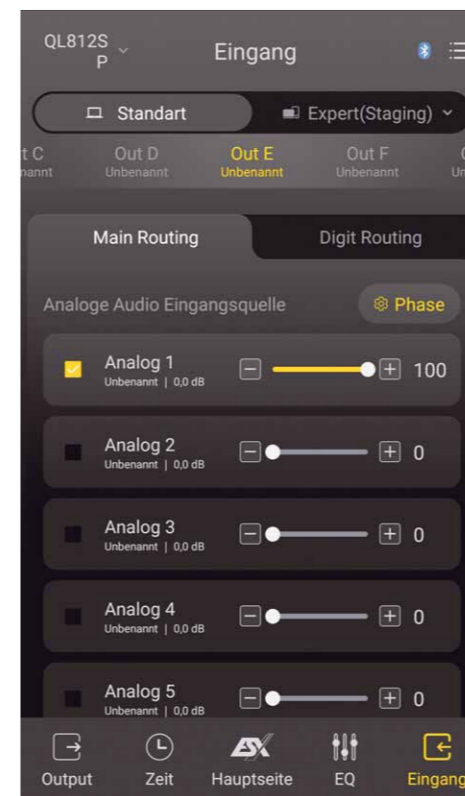 QL812S
P
Eingang
Standart
Expert(Staging)
t C
Out D
Out E
Out F
nannt
Unbenannt
Unbenannt
Unbenannt
Un
Main Routing
Digit Routing
Analoge Audio Eingangsquelle
Phase
Analog 1
100
Unbenannt | 0,0 dB
Analog 2
0
Unbenannt | 0,0 dB
Analog 3
0
Unbenannt | 0,0 dB
Analog 4
0
Unbenannt | 0,0 dB
Analog 5
0
Unbenannt | 0,0 dB
ESX
Output
Zeit
Hauptseite
EQ
Eingang